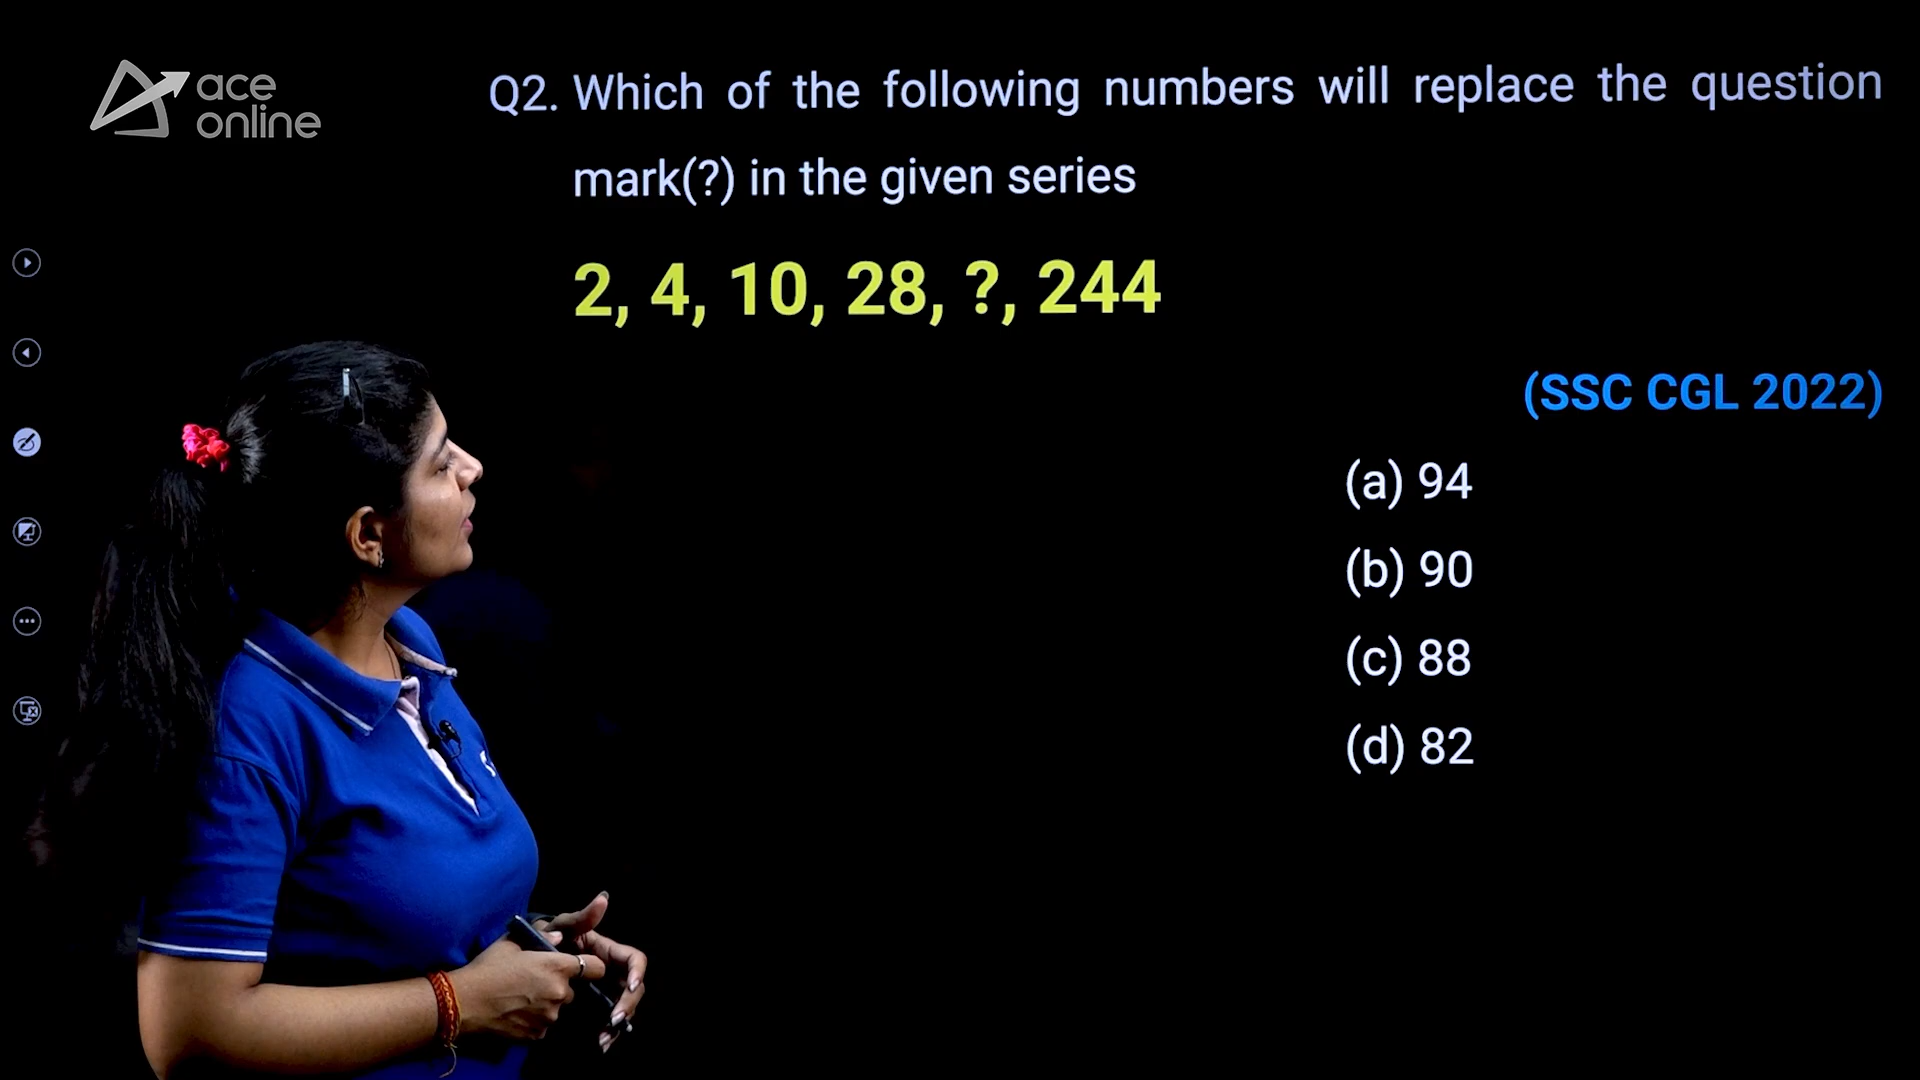 ace
online
Q2. Which of the following numbers will replace the question
mark(?) in the given series
2, 4, 10, 28, ?, 244
(SSC CGL 2022)
(a) 94
(b) 90
(c) 88
(d) 82